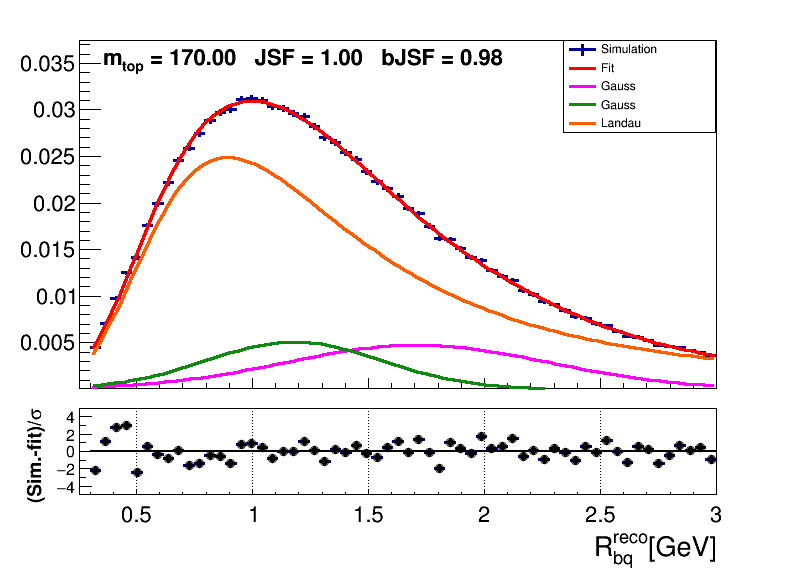 m_top = 170.00 JSF = 1.00 bJSF = 0.98
Simulation
Fit
Gauss
Gauss
Landau
0.035
0.03
0.025
0.02
0.015
0.01
0.005
(Sim.-fit)/σ
4
2
0
−2
−4
0.5 1 1.5 2 2.5 3
R_bq^reco[GeV]